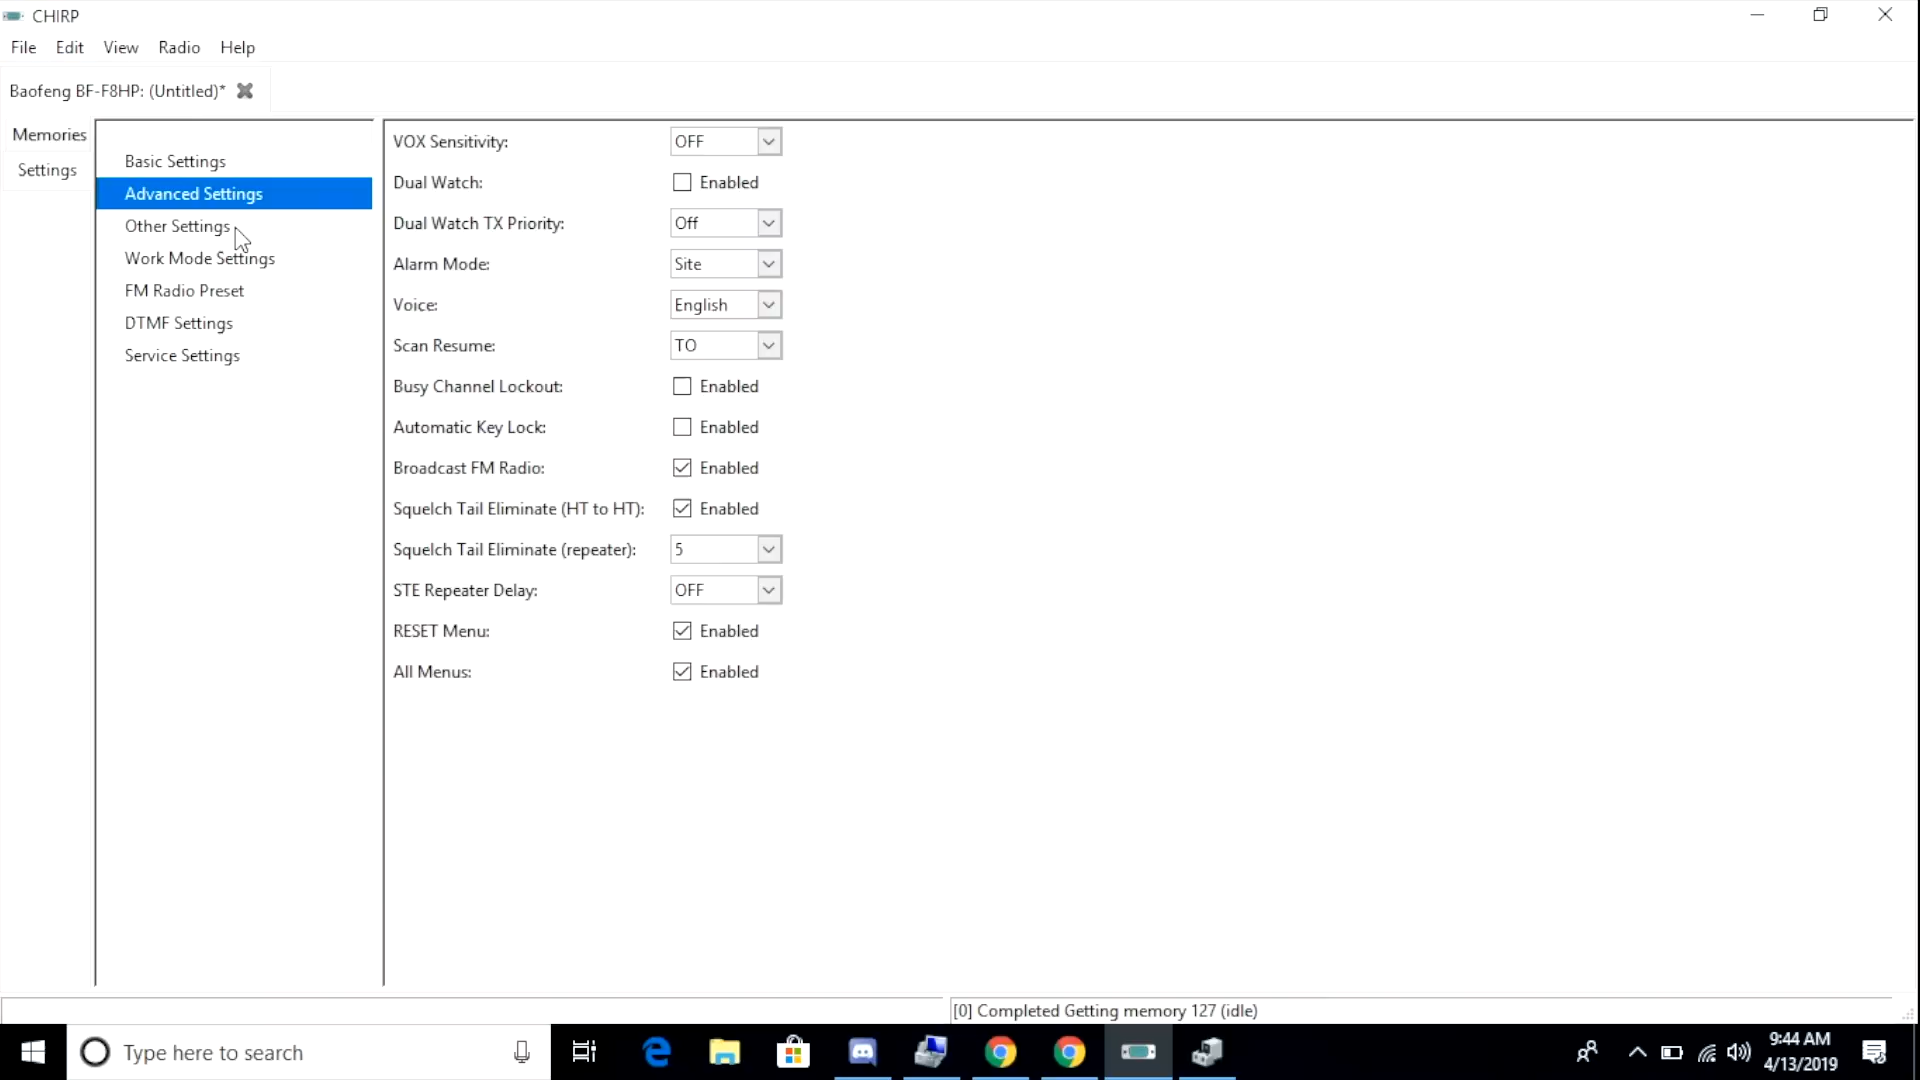 CHIRP
File Edit View Radio Help
Baofeng BF-F8HP: (Untitled)*
Memories
Settings
Basic Settings
Advanced Settings
Other Settings
Work Mode Settings
FM Radio Preset
DTMF Settings
Service Settings
VOX Sensitivity: OFF
Dual Watch: Enabled
Dual Watch TX Priority: Off
Alarm Mode: Site
Voice: English
Scan Resume: TO
Busy Channel Lockout: Enabled
Automatic Key Lock: Enabled
Broadcast FM Radio: Enabled
Squelch Tail Eliminate (HT to HT): Enabled
Squelch Tail Eliminate (repeater): 5
STE Repeater Delay: OFF
RESET Menu: Enabled
All Menus: Enabled
[0] Completed Getting memory 127 (idle)
Type here to search
9:44 AM
4/13/2019